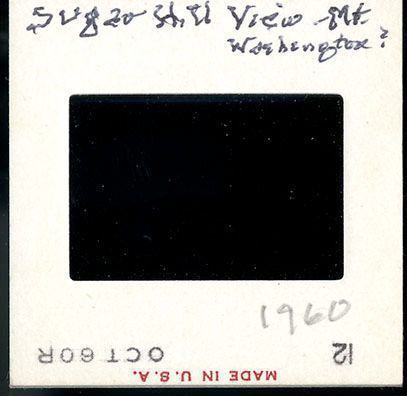 Sugar Hill View Mt
Washington?
1960
12 OCT 60R
MADE IN U.S.A.